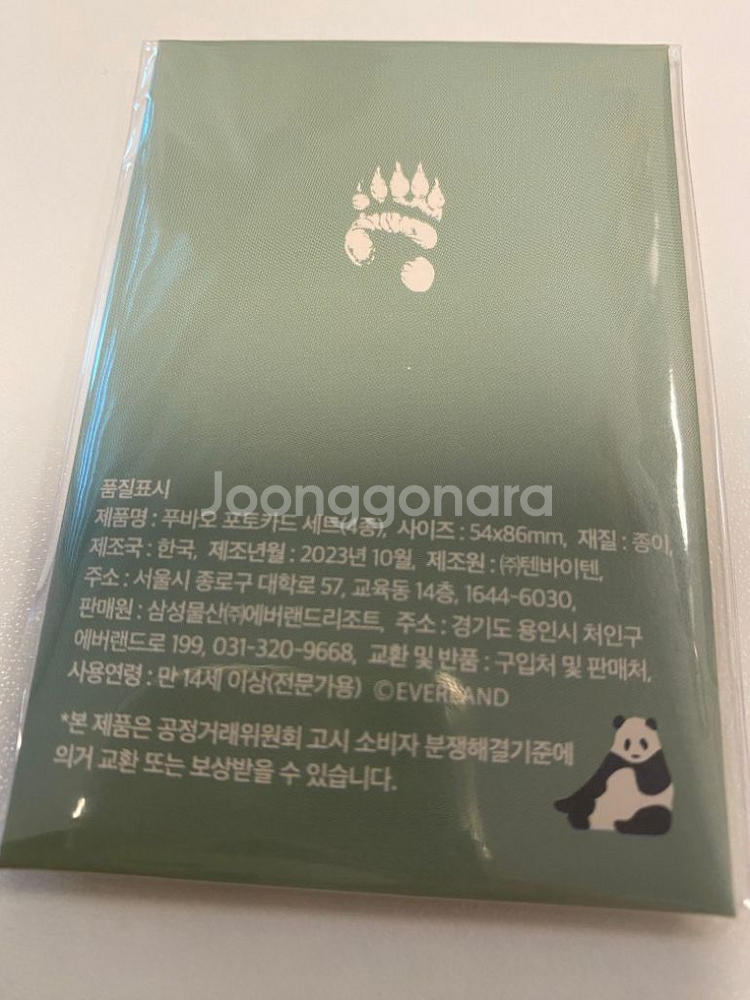 품질표시
Joonggonara
제품명 : 푸바오 포토카드 세트(4종), 사이즈 : 54x86mm, 재질 : 종이,
제조국 : 한국, 제조년월 : 2023년 10월, 제조원 : ㈜텐바이텐,
주소 : 서울시 종로구 대학로 57, 교육동 14층, 1644-6030,
판매원 : 삼성물산㈜에버랜드리조트, 주소 : 경기도 용인시 처인구
에버랜드로 199, 031-320-9668, 교환 및 반품 : 구입처 및 판매처,
사용연령 : 만 14세 이상(전문가용) ©EVERLAND
*본 제품은 공정거래위원회 고시 소비자 분쟁해결기준에
의거 교환 또는 보상받을 수 있습니다.